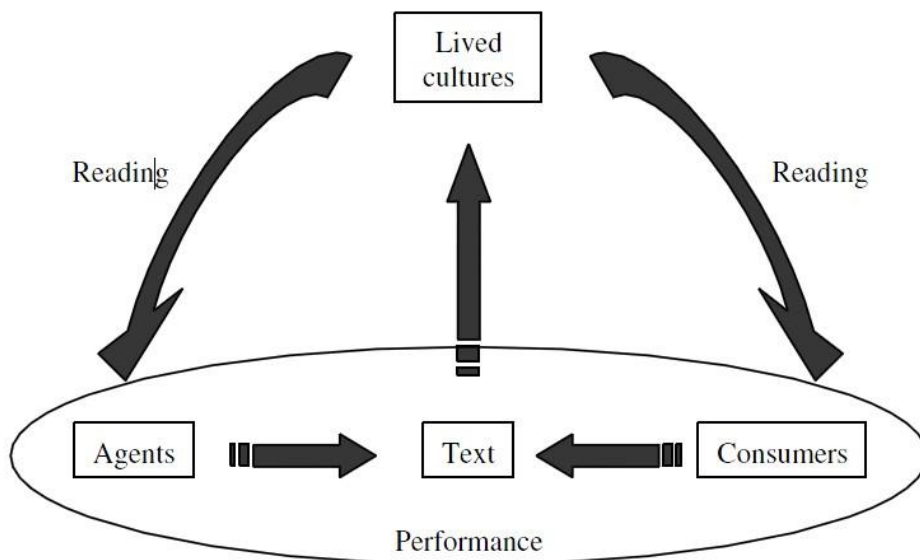 Lived
cultures
Reading
Reading
Agents
Text
Consumers
Performance